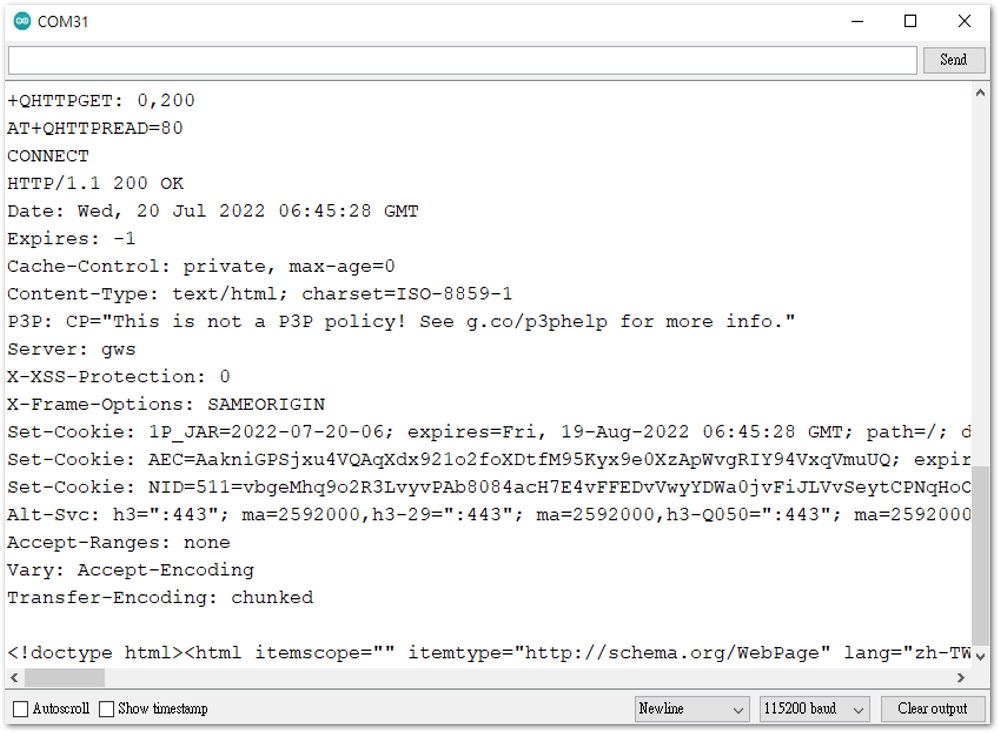 COM31
Send
+QHTTPGET: 0,200
AT+QHTTPREAD=80
CONNECT
HTTP/1.1 200 OK
Date: Wed, 20 Jul 2022 06:45:28 GMT
Expires: -1
Cache-Control: private, max-age=0
Content-Type: text/html; charset=ISO-8859-1
P3P: CP="This is not a P3P policy! See g.co/p3phelp for more info."
Server: gws
X-XSS-Protection: 0
X-Frame-Options: SAMEORIGIN
Set-Cookie: 1P_JAR=2022-07-20-06; expires=Fri, 19-Aug-2022 06:45:28 GMT; path=/; d
Set-Cookie: AEC=AakniGPSjxu4VQAqXdx921o2foXDtfM95Kyx9e0XzApWvgRIY94VxqVmuUQ; expir
Set-Cookie: NID=511=vbgeMhq9o2R3LvyvPAb8084acH7E4vFFEDvVwyYDWa0jvFiJLVvSeytCPNqHoC
Alt-Svc: h3=":443"; ma=2592000,h3-29=":443"; ma=2592000,h3-Q050=":443"; ma=2592000
Accept-Ranges: none
Vary: Accept-Encoding
Transfer-Encoding: chunked
<!doctype html><html itemscope="" itemtype="http://schema.org/WebPage" lang="zh-TW
Autoscroll Show timestamp Newline 115200 baud Clear output